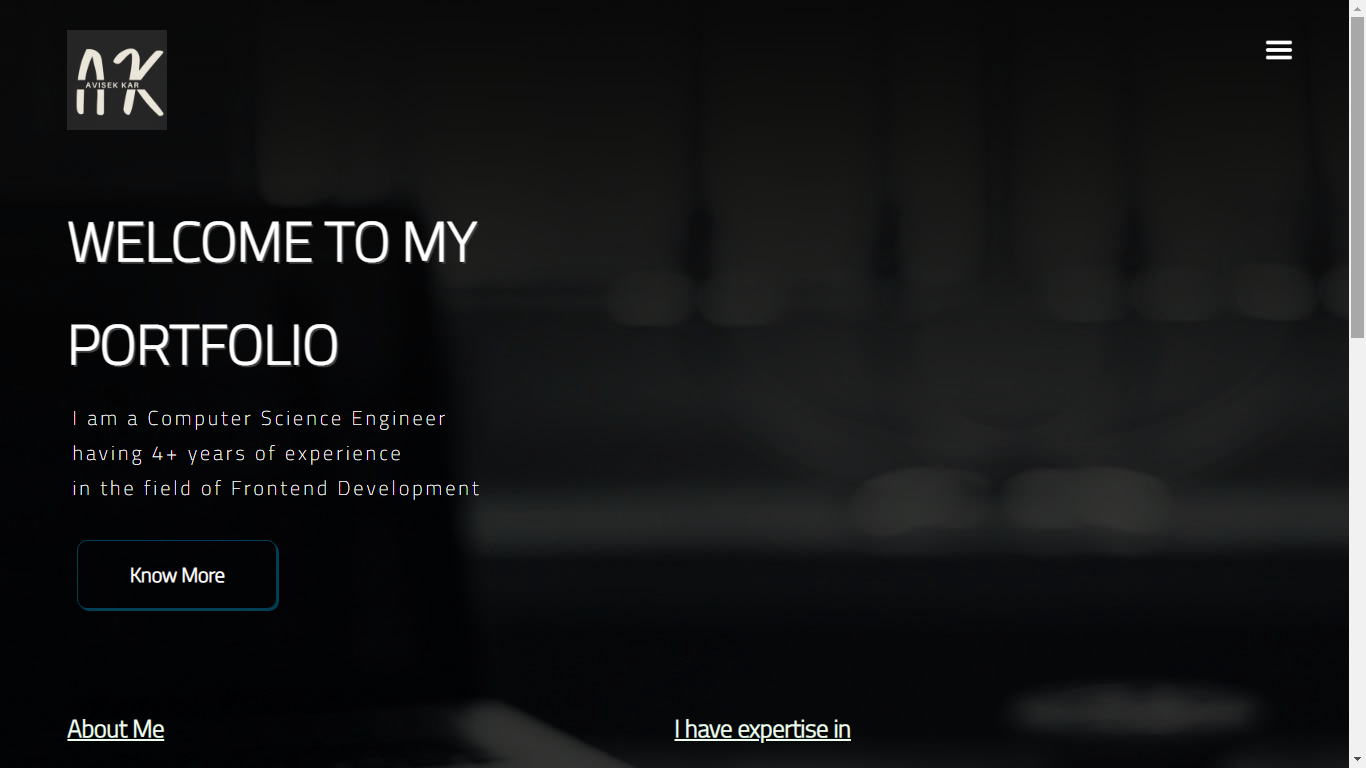 AK
AVISEK KAR
WELCOME TO MY
PORTFOLIO
I am a Computer Science Engineer
having 4+ years of experience
in the field of Frontend Development
Know More
About Me
I have expertise in